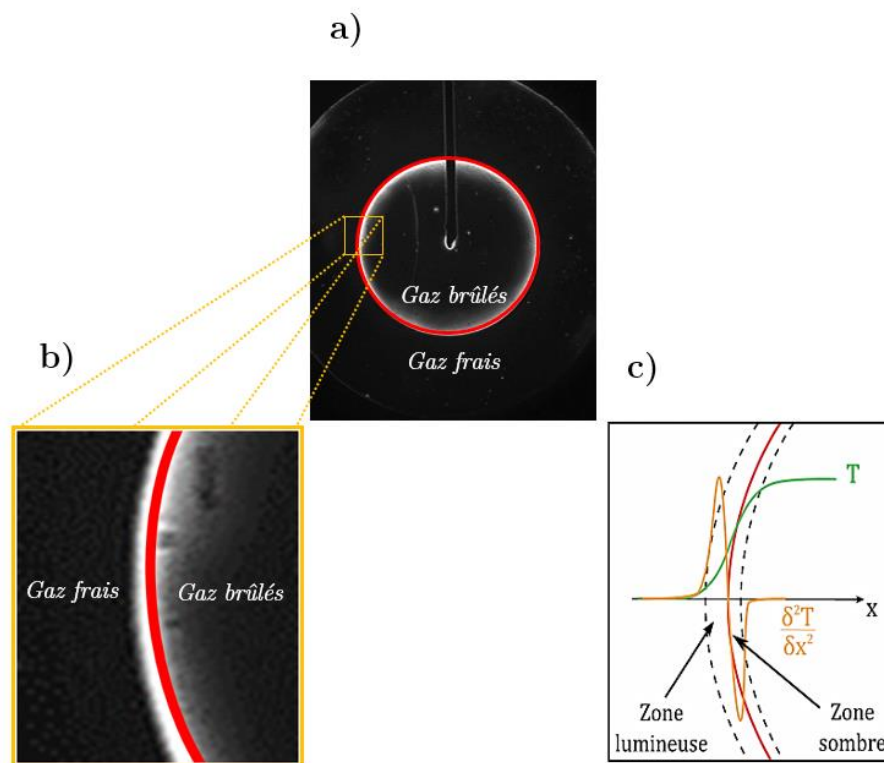 a)
Gaz brûlés
Gaz frais
b)
Gaz frais
Gaz brûlés
c)
T
x
δ²T
δx²
Zone
lumineuse
Zone
sombre